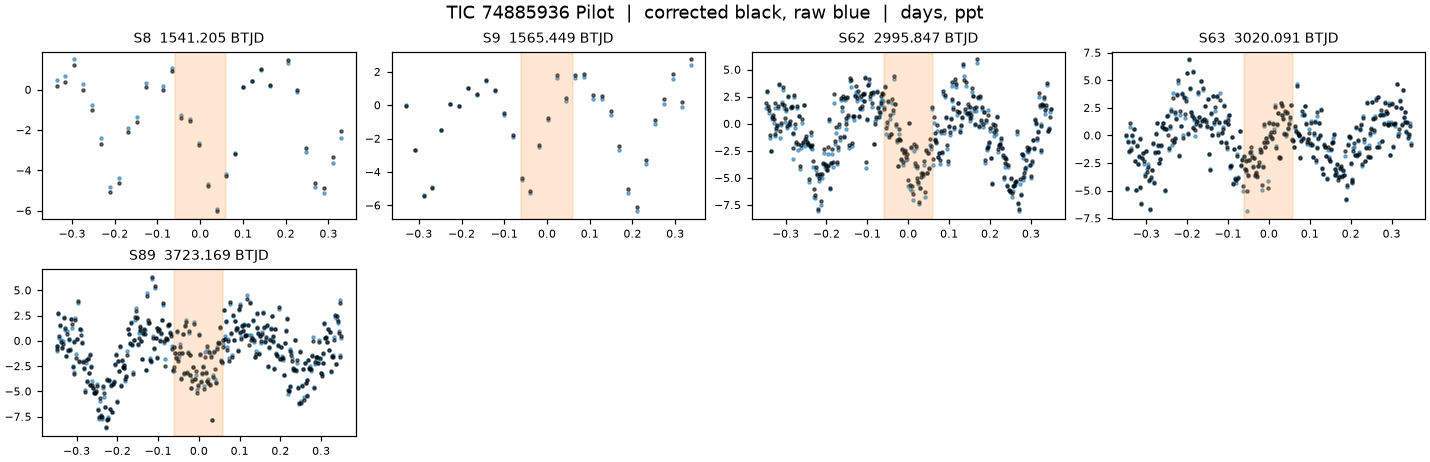 TIC 74885936 Pilot | corrected black, raw blue | days, ppt
S8 1541.205 BTJD
S9 1565.449 BTJD
S62 2995.847 BTJD
S63 3020.091 BTJD
0
−2
−4
−6
−0.3 −0.2 −0.1 0.0 0.1 0.2 0.3
2
0
−2
−4
−6
−0.3 −0.2 −0.1 0.0 0.1 0.2 0.3
5.0
2.5
0.0
−2.5
−5.0
−7.5
−0.3 −0.2 −0.1 0.0 0.1 0.2 0.3
7.5
5.0
2.5
0.0
−2.5
−5.0
−7.5
−0.3 −0.2 −0.1 0.0 0.1 0.2 0.3
S89 3723.169 BTJD
5.0
2.5
0.0
−2.5
−5.0
−7.5
−0.3 −0.2 −0.1 0.0 0.1 0.2 0.3